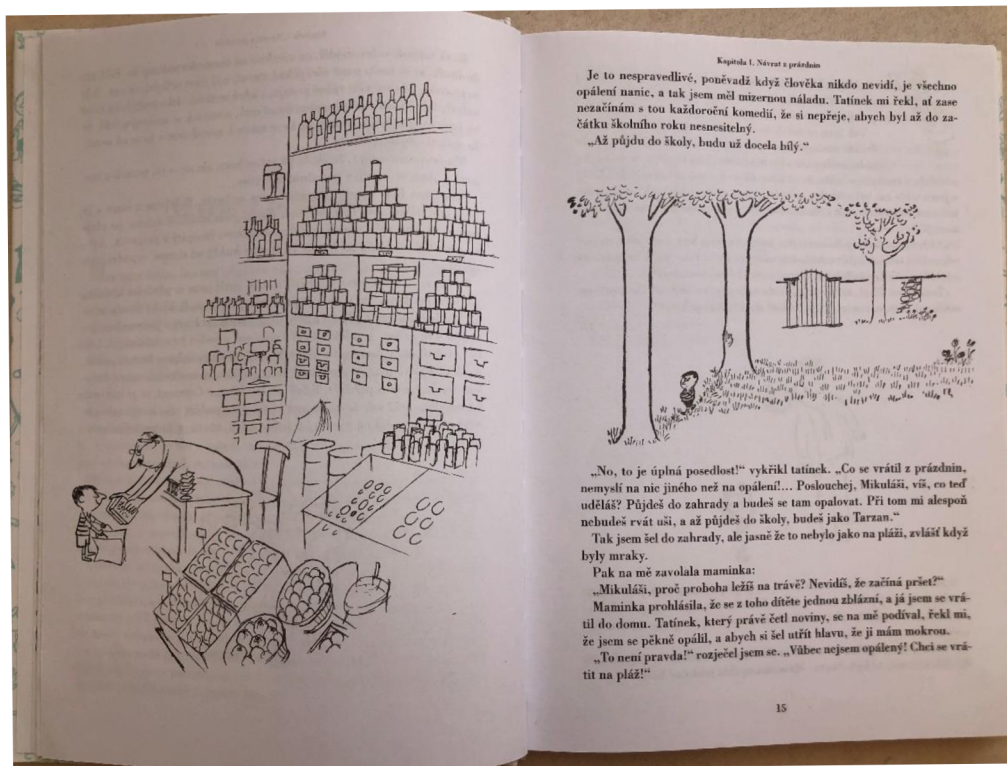 Kapitola I. Návrat z prázdnin
Je to nespravedlivé, poněvadž když člověka nikdo nevidí, je všechno
opálení nanic, a tak jsem měl mizernou náladu. Tatínek mi řekl, ať zase
nezačínám s tou každoroční komedií, že si nepřeje, abych byl až do za-
čátku školního roku nesnesitelný.
„Až půjdu do školy, budu už docela bílý.“
„No, to je úplná posedlost!“ vykřikl tatínek. „Co se vrátil z prázdnin,
nemyslí na nic jiného než na opálení!... Poslouchej, Mikuláši, víš, co teď
uděláš? Půjdeš do zahrady a budeš se tam opalovat. Při tom mi alespoň
nebudeš rvát uši, a až půjdeš do školy, budeš jako Tarzan.“
Tak jsem šel do zahrady, ale jasně že to nebylo jako na pláži, zvlášť když
byly mraky.
Pak na mě zavolala maminka:
„Mikuláši, proč proboha ležíš na trávě? Nevidíš, že začíná pršet?“
Maminka prohlásila, že se z toho dítěte jednou zblázní, a já jsem se vrá-
til do domu. Tatínek, který právě četl noviny, se na mě podíval, řekl mi,
že jsem se pěkně opálil, a abych si šel utřít hlavu, že ji mám mokrou.
„To není pravda!“ rozječel jsem se. „Vůbec nejsem opálený! Chci se vrá-
tit na pláž!“
15